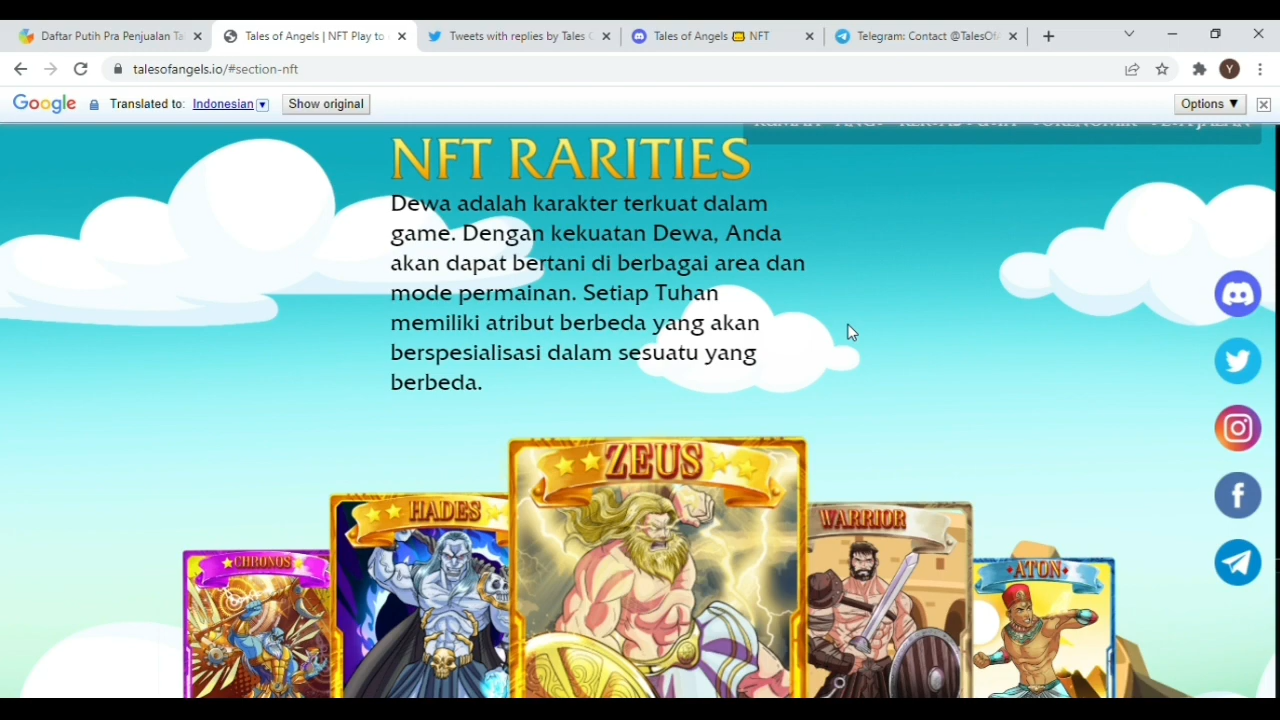 Daftar Putih Pra Penjualan Ta
Tales of Angels | NFT Play to
Tweets with replies by Tales
Tales of Angels NFT
Telegram: Contact @TalesOf
talesofangels.io/#section-nft
Y
Google
Translated to: Indonesian
Show original
Options
NFT RARITIES
Dewa adalah karakter terkuat dalam
game. Dengan kekuatan Dewa, Anda
akan dapat bertani di berbagai area dan
mode permainan. Setiap Tuhan
memiliki atribut berbeda yang akan
berspesialisasi dalam sesuatu yang
berbeda.
ZEUS
HADES
WARRIOR
CHRONOS
ATON